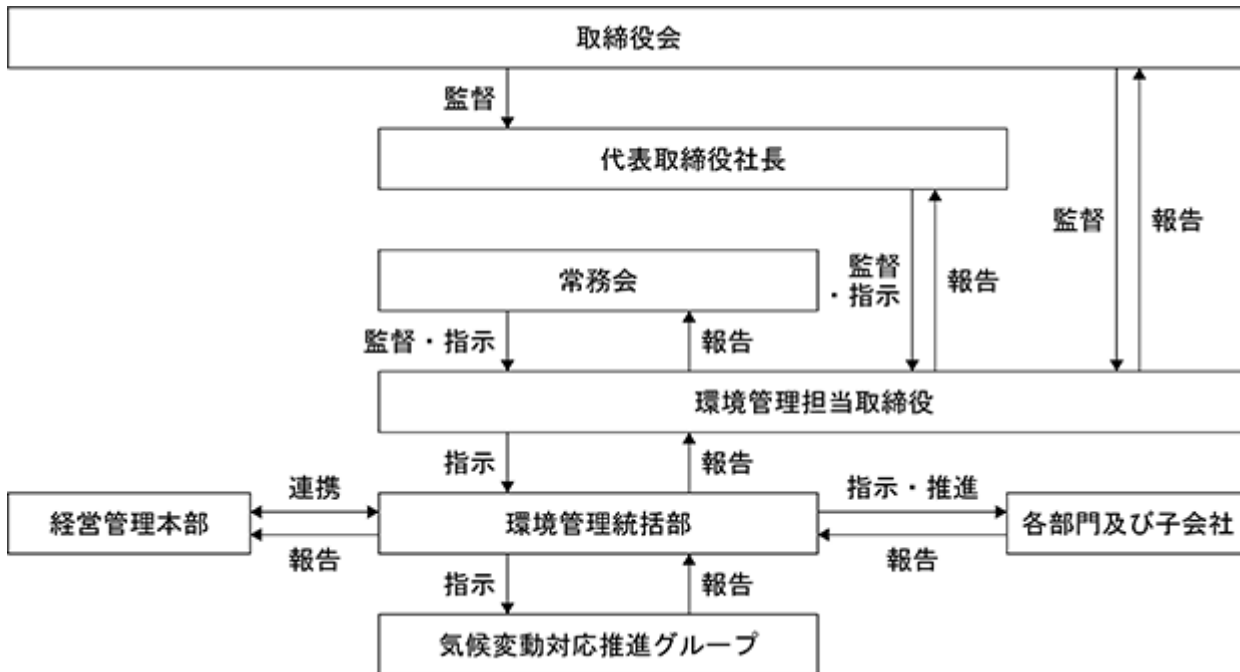 取締役会
監督
代表取締役社長
監督
報告
常務会
監督
・指示
報告
監督・指示
報告
環境管理担当取締役
指示
報告
連携
指示・推進
経営管理本部
環境管理統括部
各部門及び子会社
報告
報告
指示
報告
気候変動対応推進グループ